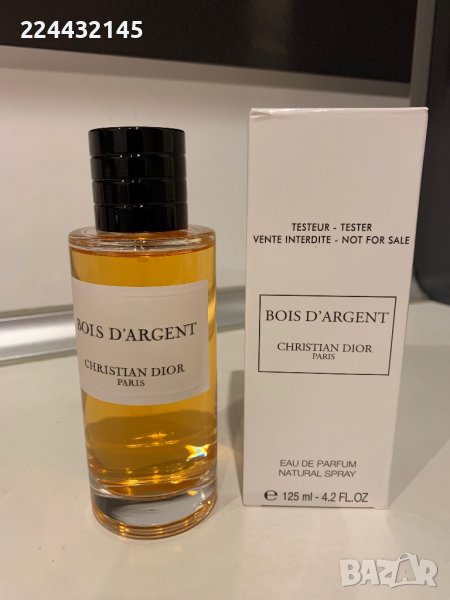 224432145
BOIS D'ARGENT
CHRISTIAN DIOR
PARIS
TESTEUR - TESTER
VENTE INTERDITE - NOT FOR SALE
BOIS D'ARGENT
CHRISTIAN DIOR
PARIS
EAU DE PARFUM
NATURAL SPRAY
℮ 125 ml - 4.2 FL.OZ
BAZAR